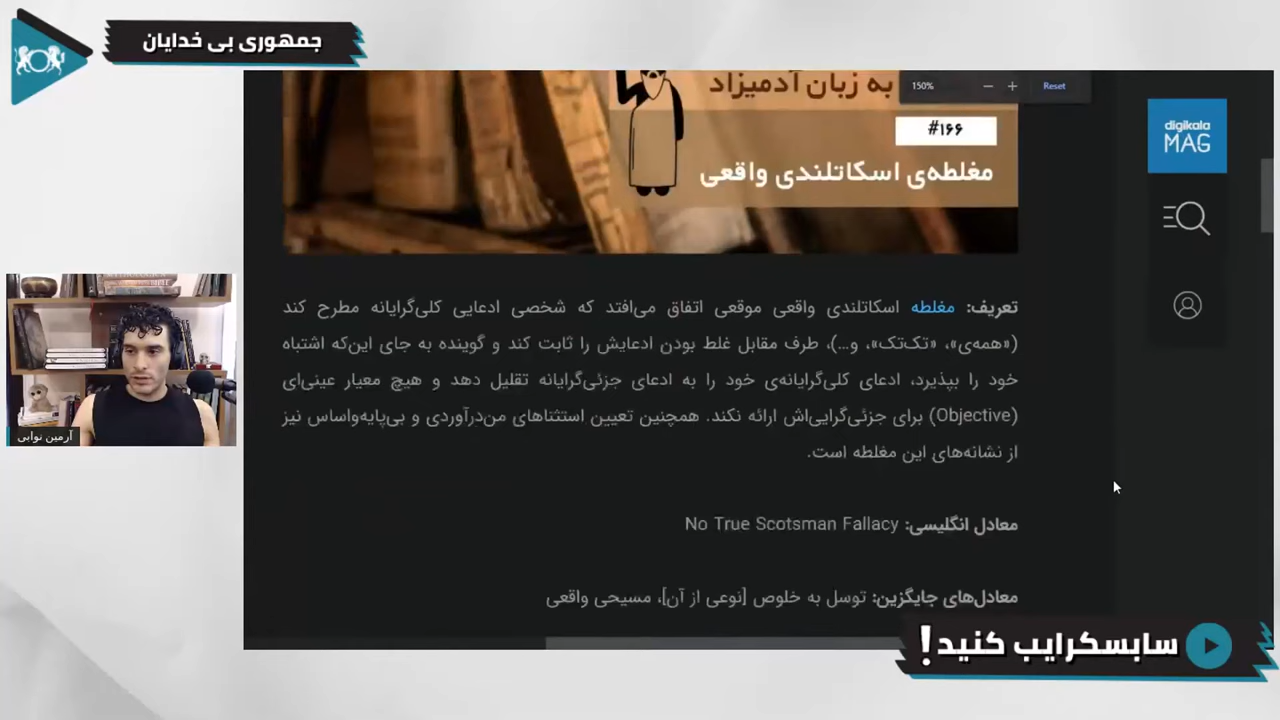 جمهوری بی خدایان
به زبان آدمیزاد
150%
Reset
digikala
MAG
#۱۶۶
مغلطه‌ی اسکاتلندی واقعی
تعریف: مغلطه اسکاتلندی واقعی موقعی اتفاق می‌افتد که شخصی ادعایی کلی‌گرایانه مطرح کند
(«همه‌ی»، «تک‌تک»، و...)، طرف مقابل غلط بودن ادعایش را ثابت کند و گوینده به جای این‌که اشتباه
خود را بپذیرد، ادعای کلی‌گرایانه‌ی خود را به ادعای جزئی‌گرایانه تقلیل دهد و هیچ معیار عینی‌ای
(Objective) برای جزئی‌گرایی‌اش ارائه نکند. همچنین تعیین استثناهای من‌درآوردی و بی‌پایه‌واساس نیز
از نشانه‌های این مغلطه است.
آرمین نوابی
معادل انگلیسی: No True Scotsman Fallacy
معادل‌های جایگزین: توسل به خلوص [نوعی از آن]، مسیحی واقعی
سابسکرایب کنید!